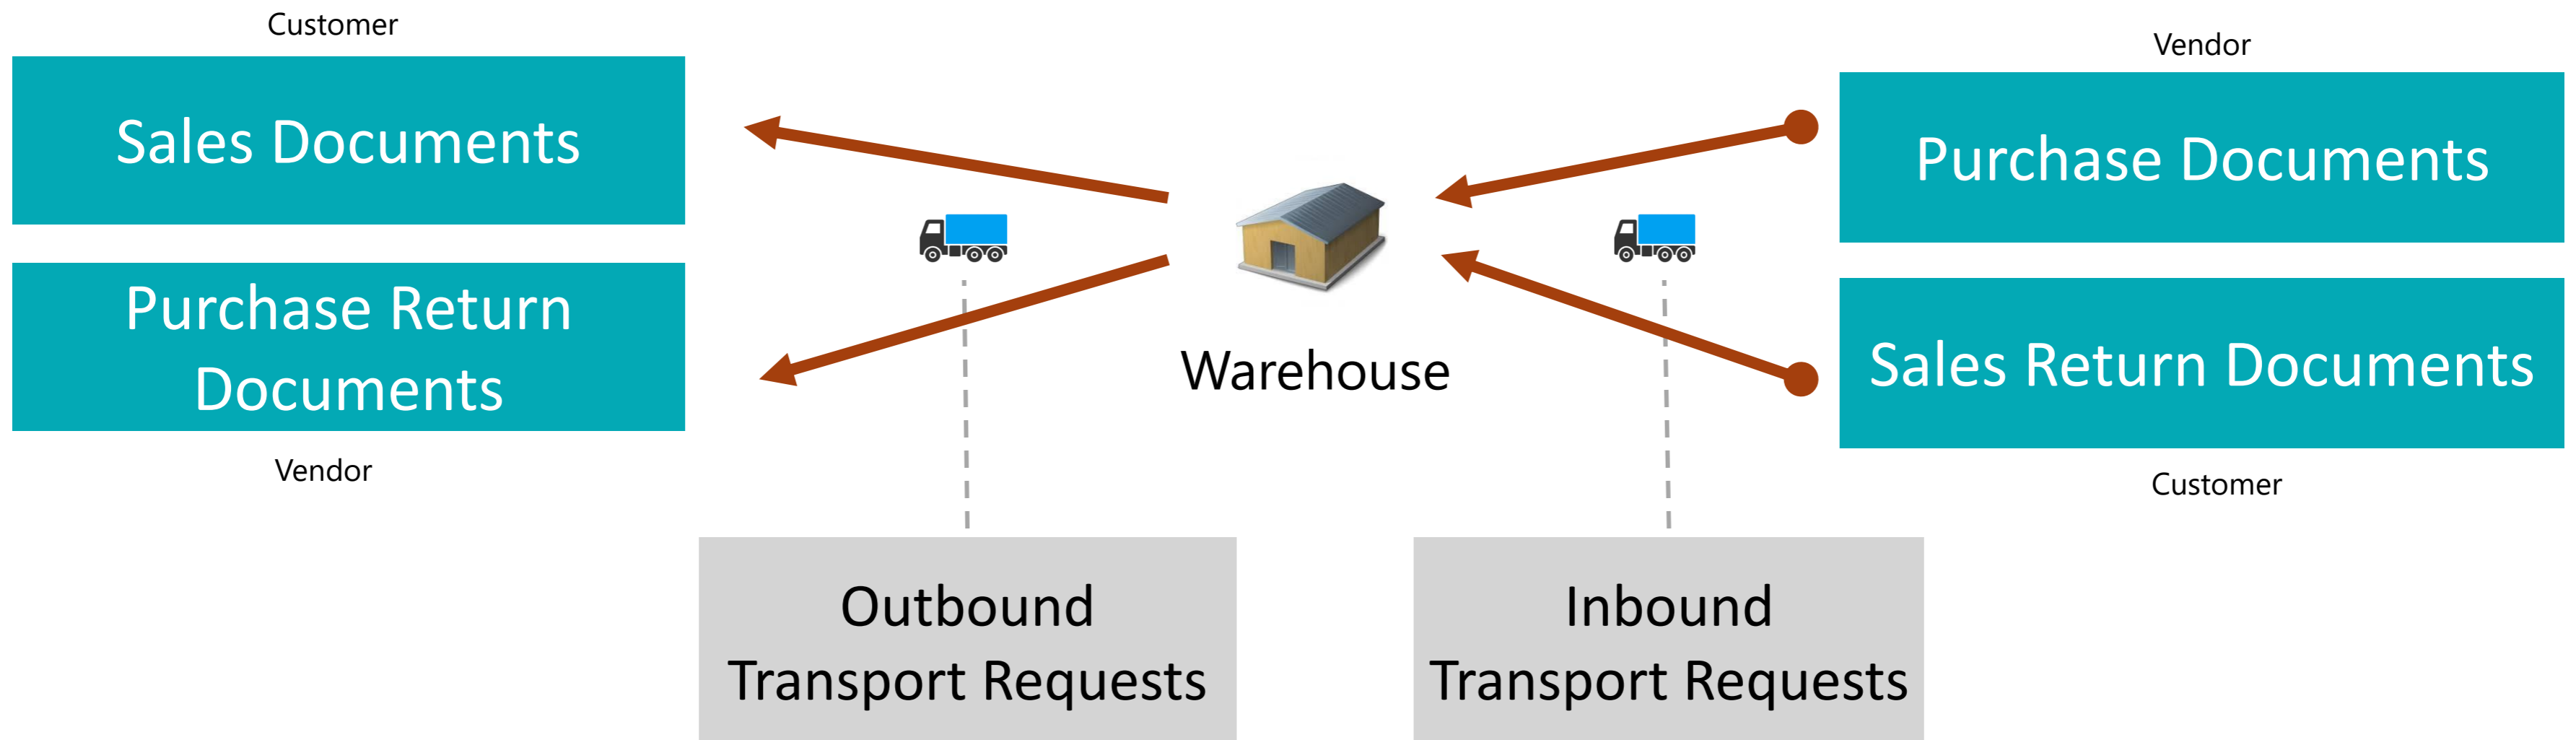 Customer
Sales Documents
Purchase Return
Documents
Vendor
Warehouse
Vendor
Purchase Documents
Sales Return Documents
Customer
Outbound
Transport Requests
Inbound
Transport Requests